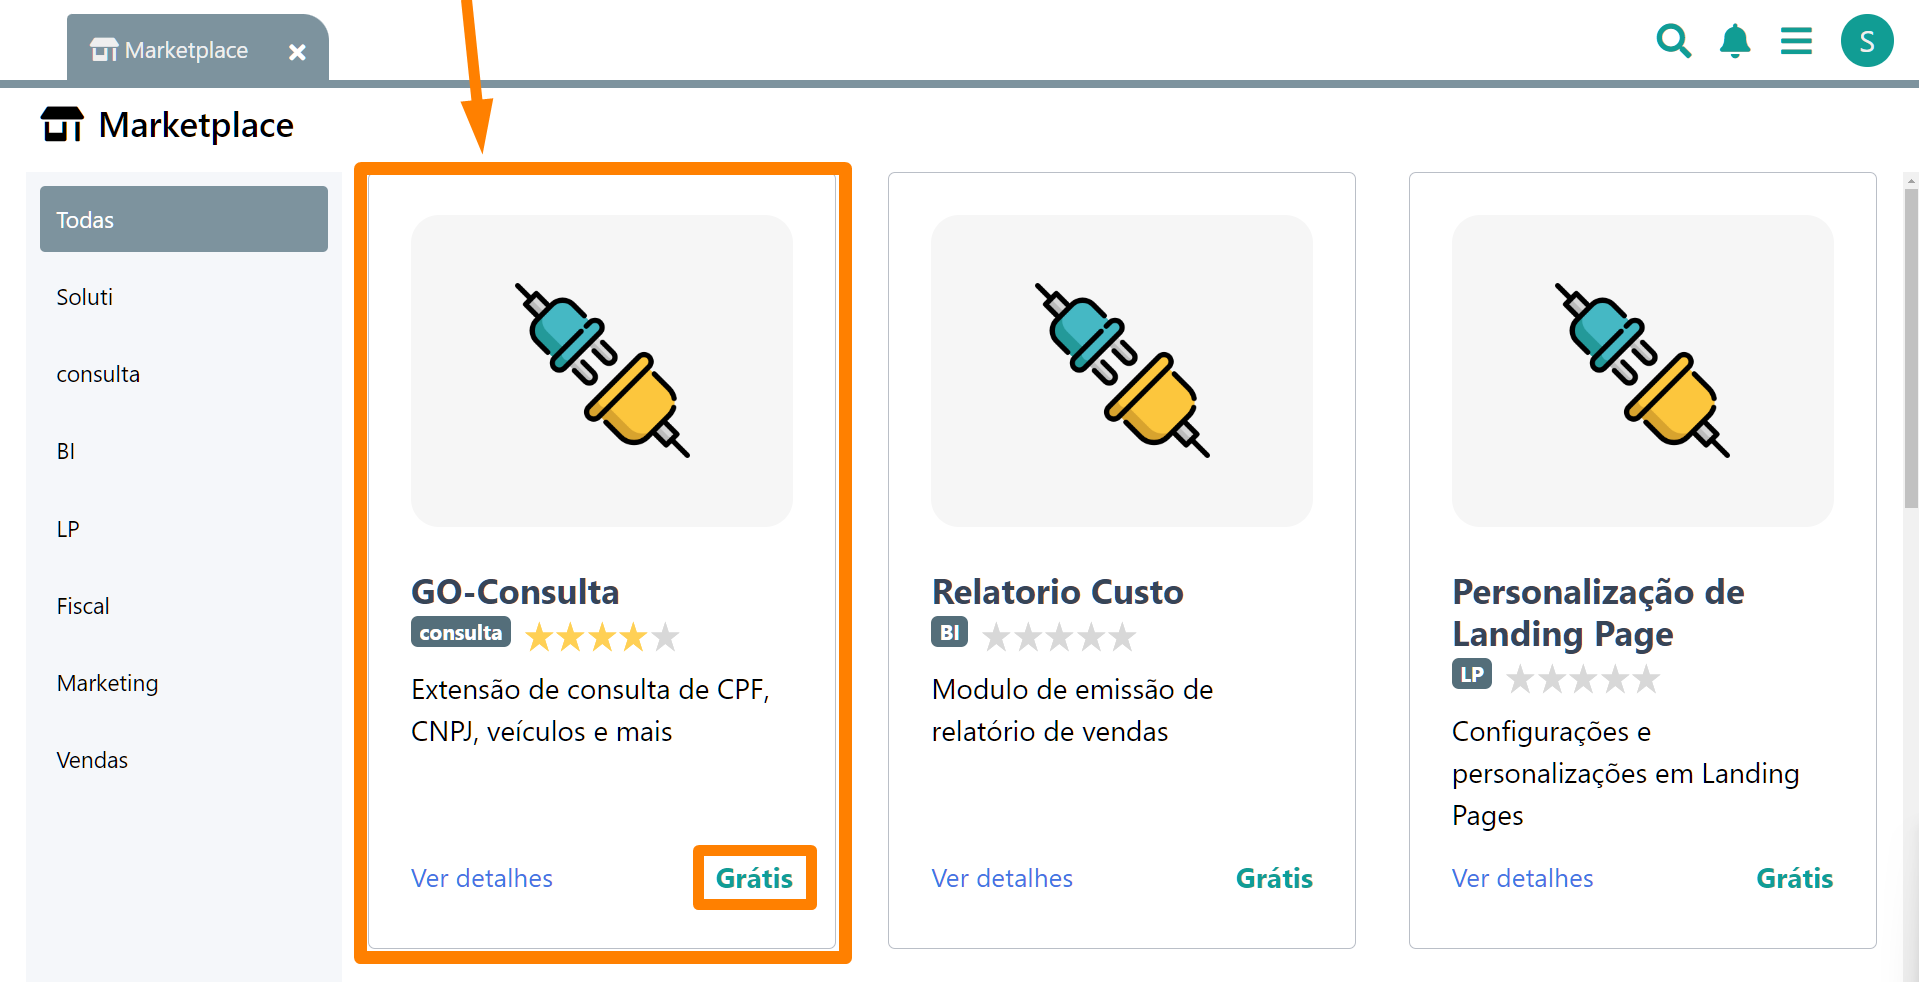 Marketplace
S
Marketplace
Todas
Soluti
consulta
BI
LP
Fiscal
Marketing
Vendas
GO-Consulta
consulta
Extensão de consulta de CPF,
CNPJ, veículos e mais
Ver detalhes
Grátis
Relatorio Custo
BI
Modulo de emissão de
relatório de vendas
Ver detalhes
Grátis
Personalização de
Landing Page
LP
Configurações e
personalizações em Landing
Pages
Ver detalhes
Grátis